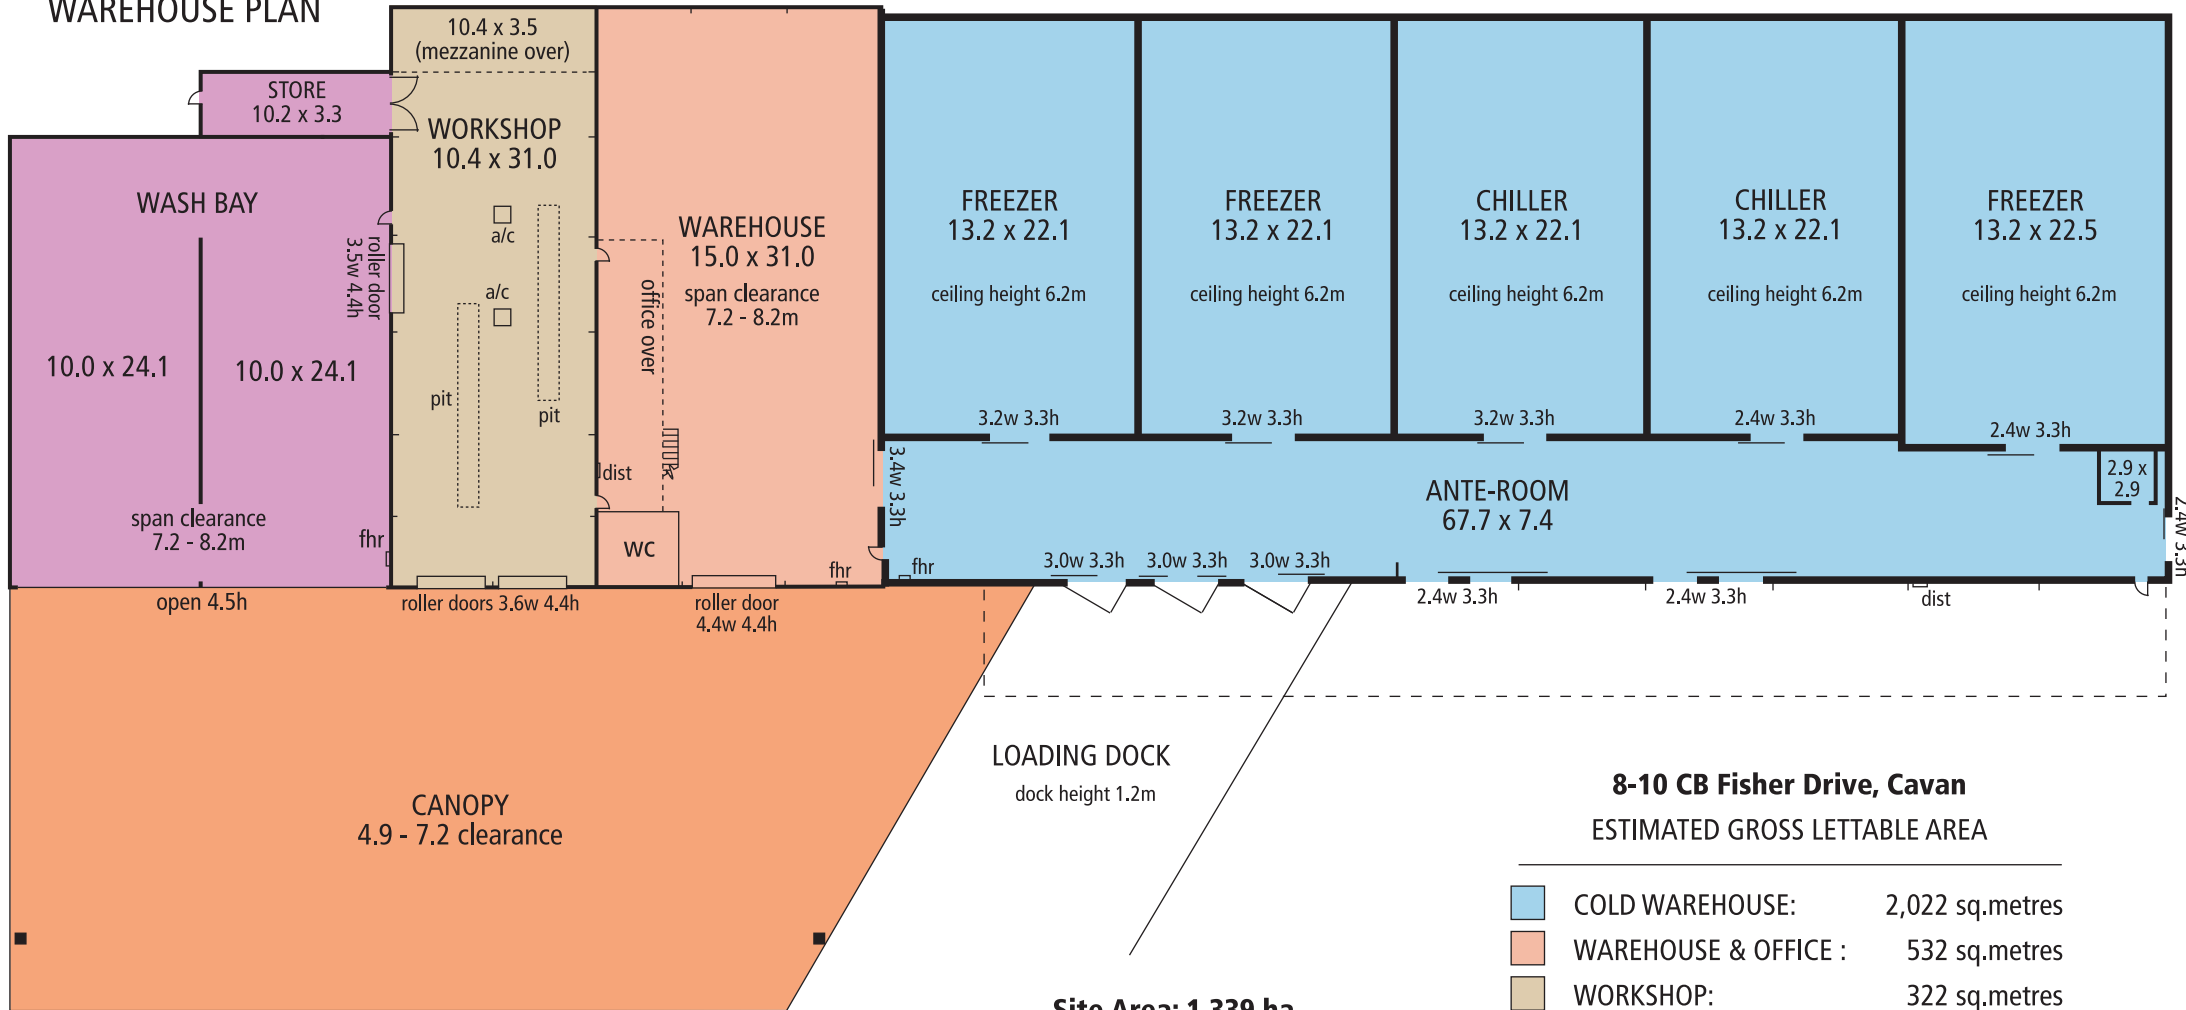 WAREHOUSE PLAN
10.4 x 3.5
(mezzanine over)
STORE
10.2 x 3.3
WORKSHOP
10.4 x 31.0
WASH BAY
10.0 x 24.1
10.0 x 24.1
span clearance
7.2 - 8.2m
fhr
open 4.5h
roller door
3.5w 4.4h
a/c
a/c
pit
pit
roller doors 3.6w 4.4h
WAREHOUSE
15.0 x 31.0
span clearance
7.2 - 8.2m
office over
dist
WC
fhr
roller door
4.4w 4.4h
FREEZER
13.2 x 22.1
ceiling height 6.2m
3.2w 3.3h
FREEZER
13.2 x 22.1
ceiling height 6.2m
3.2w 3.3h
CHILLER
13.2 x 22.1
ceiling height 6.2m
3.2w 3.3h
CHILLER
13.2 x 22.1
ceiling height 6.2m
2.4w 3.3h
FREEZER
13.2 x 22.5
ceiling height 6.2m
2.4w 3.3h
2.9 x
2.9
2.4w 3.3h
3.4w 3.3h
ANTE-ROOM
67.7 x 7.4
fhr
3.0w 3.3h
3.0w 3.3h
3.0w 3.3h
2.4w 3.3h
2.4w 3.3h
dist
LOADING DOCK
dock height 1.2m
CANOPY
4.9 - 7.2 clearance
Site Area: 1.339 ha
8-10 CB Fisher Drive, Cavan
ESTIMATED GROSS LETTABLE AREA
COLD WAREHOUSE: 2,022 sq.metres
WAREHOUSE & OFFICE : 532 sq.metres
WORKSHOP: 322 sq.metres